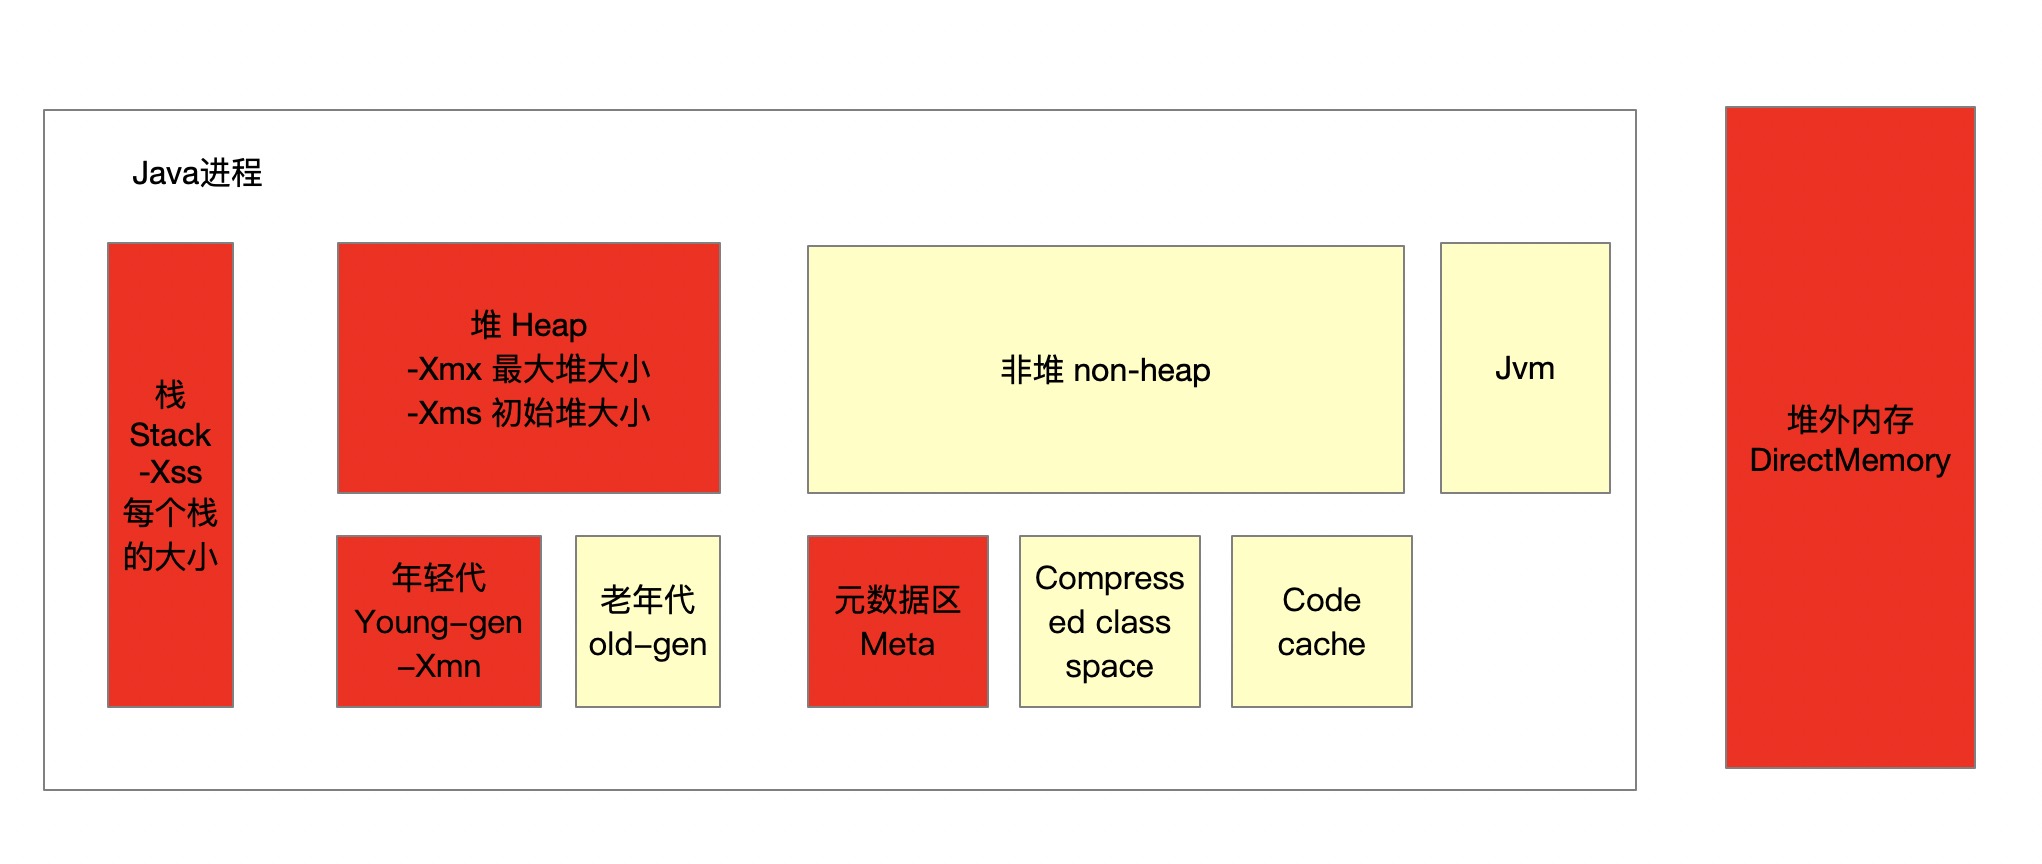 Java进程
栈
Stack
-Xss
每个栈
的大小
堆 Heap
-Xmx 最大堆大小
-Xms 初始堆大小
非堆 non-heap
Jvm
年轻代
Young-gen
-Xmn
老年代
old-gen
元数据区
Meta
Compress
ed class
space
Code
cache
堆外内存
DirectMemory